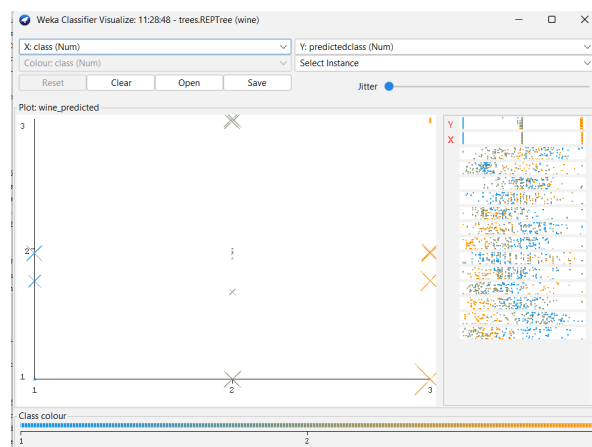 Weka Classifier Visualize: 11:28:48 - trees.REPTree (wine)
X: class (Num)
Y: predictedclass (Num)
Colour: class (Num)
Select Instance
Reset
Clear
Open
Save
Jitter
Plot: wine_predicted
3
2
1
1
2
3
Y
X
Class colour
1
2